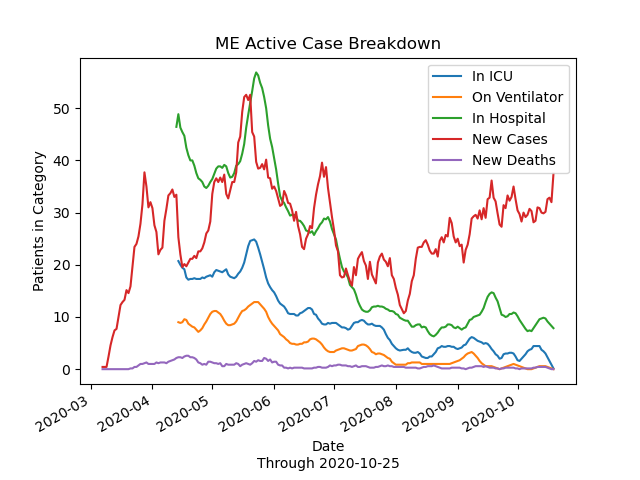 ME Active Case Breakdown
In ICU
On Ventilator
In Hospital
New Cases
New Deaths
Patients in Category
50
40
30
20
10
0
2020-03
2020-04
2020-05
2020-06
2020-07
2020-08
2020-09
2020-10
Date
Through 2020-10-25